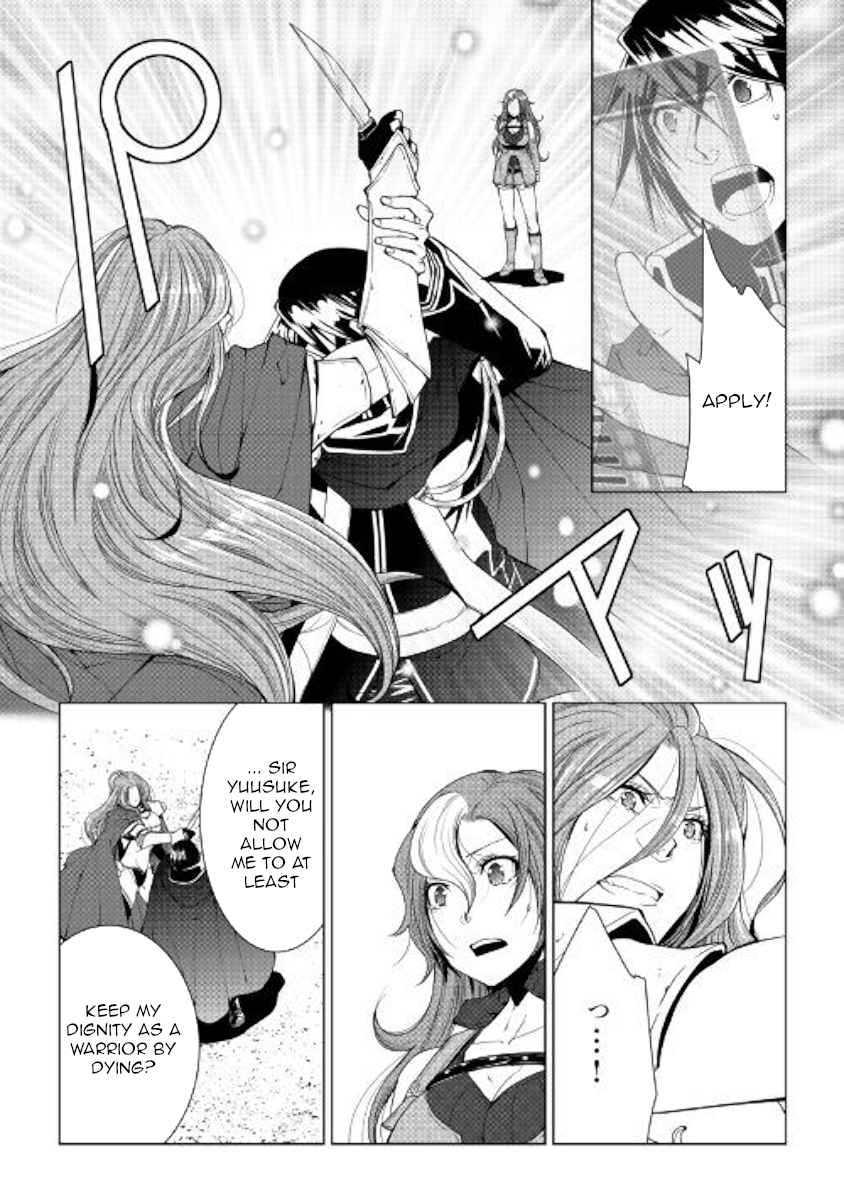 APPLY!
パアッ
っ・・・・!
... SIR
YUUSUKE,
WILL YOU
NOT
ALLOW
ME TO AT
LEAST
KEEP MY
DIGNITY AS A
WARRIOR BY
DYING?